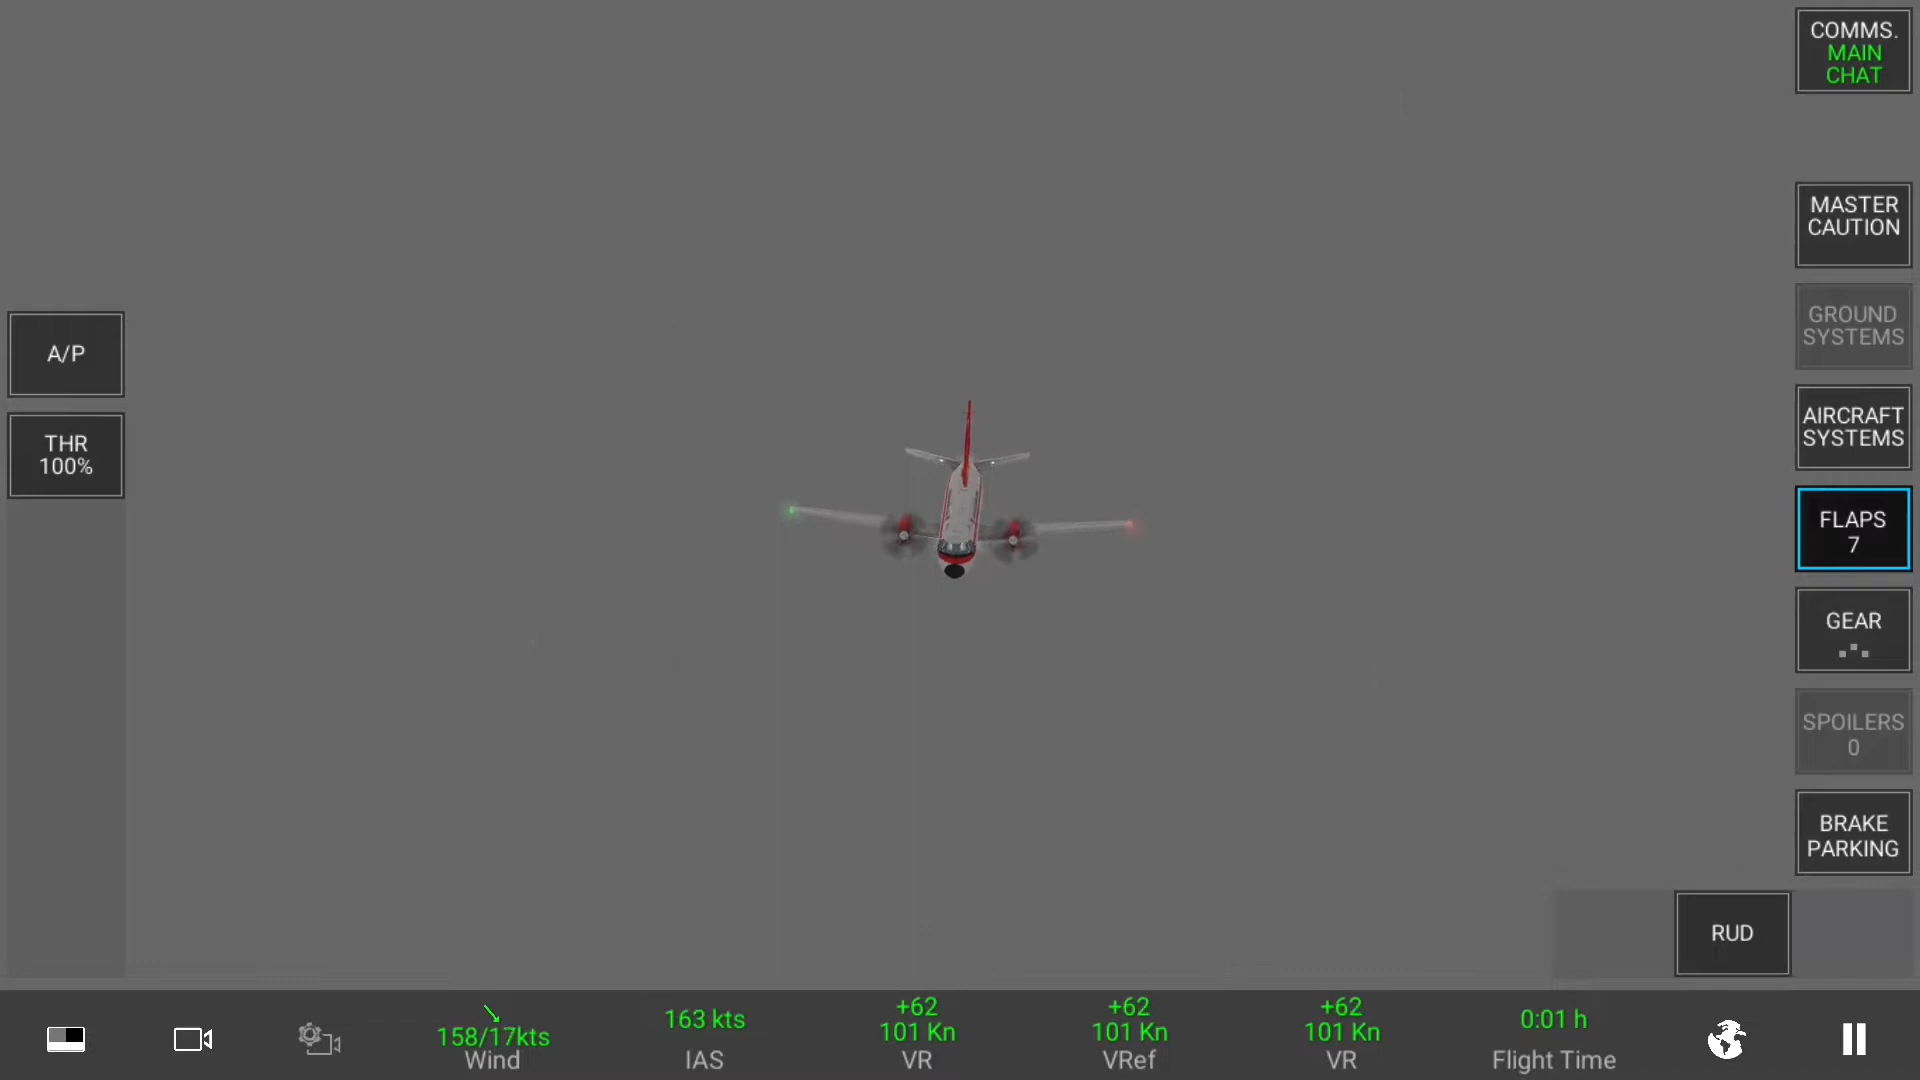 COMMS.
MAIN
CHAT
MASTER
CAUTION
GROUND
SYSTEMS
A/P
AIRCRAFT
SYSTEMS
THR
100%
FLAPS
7
GEAR
SPOILERS
0
BRAKE
PARKING
RUD
158/17kts
Wind
163 kts
IAS
+62
101 Kn
VR
+62
101 Kn
VRef
+62
101 Kn
VR
0:01 h
Flight Time